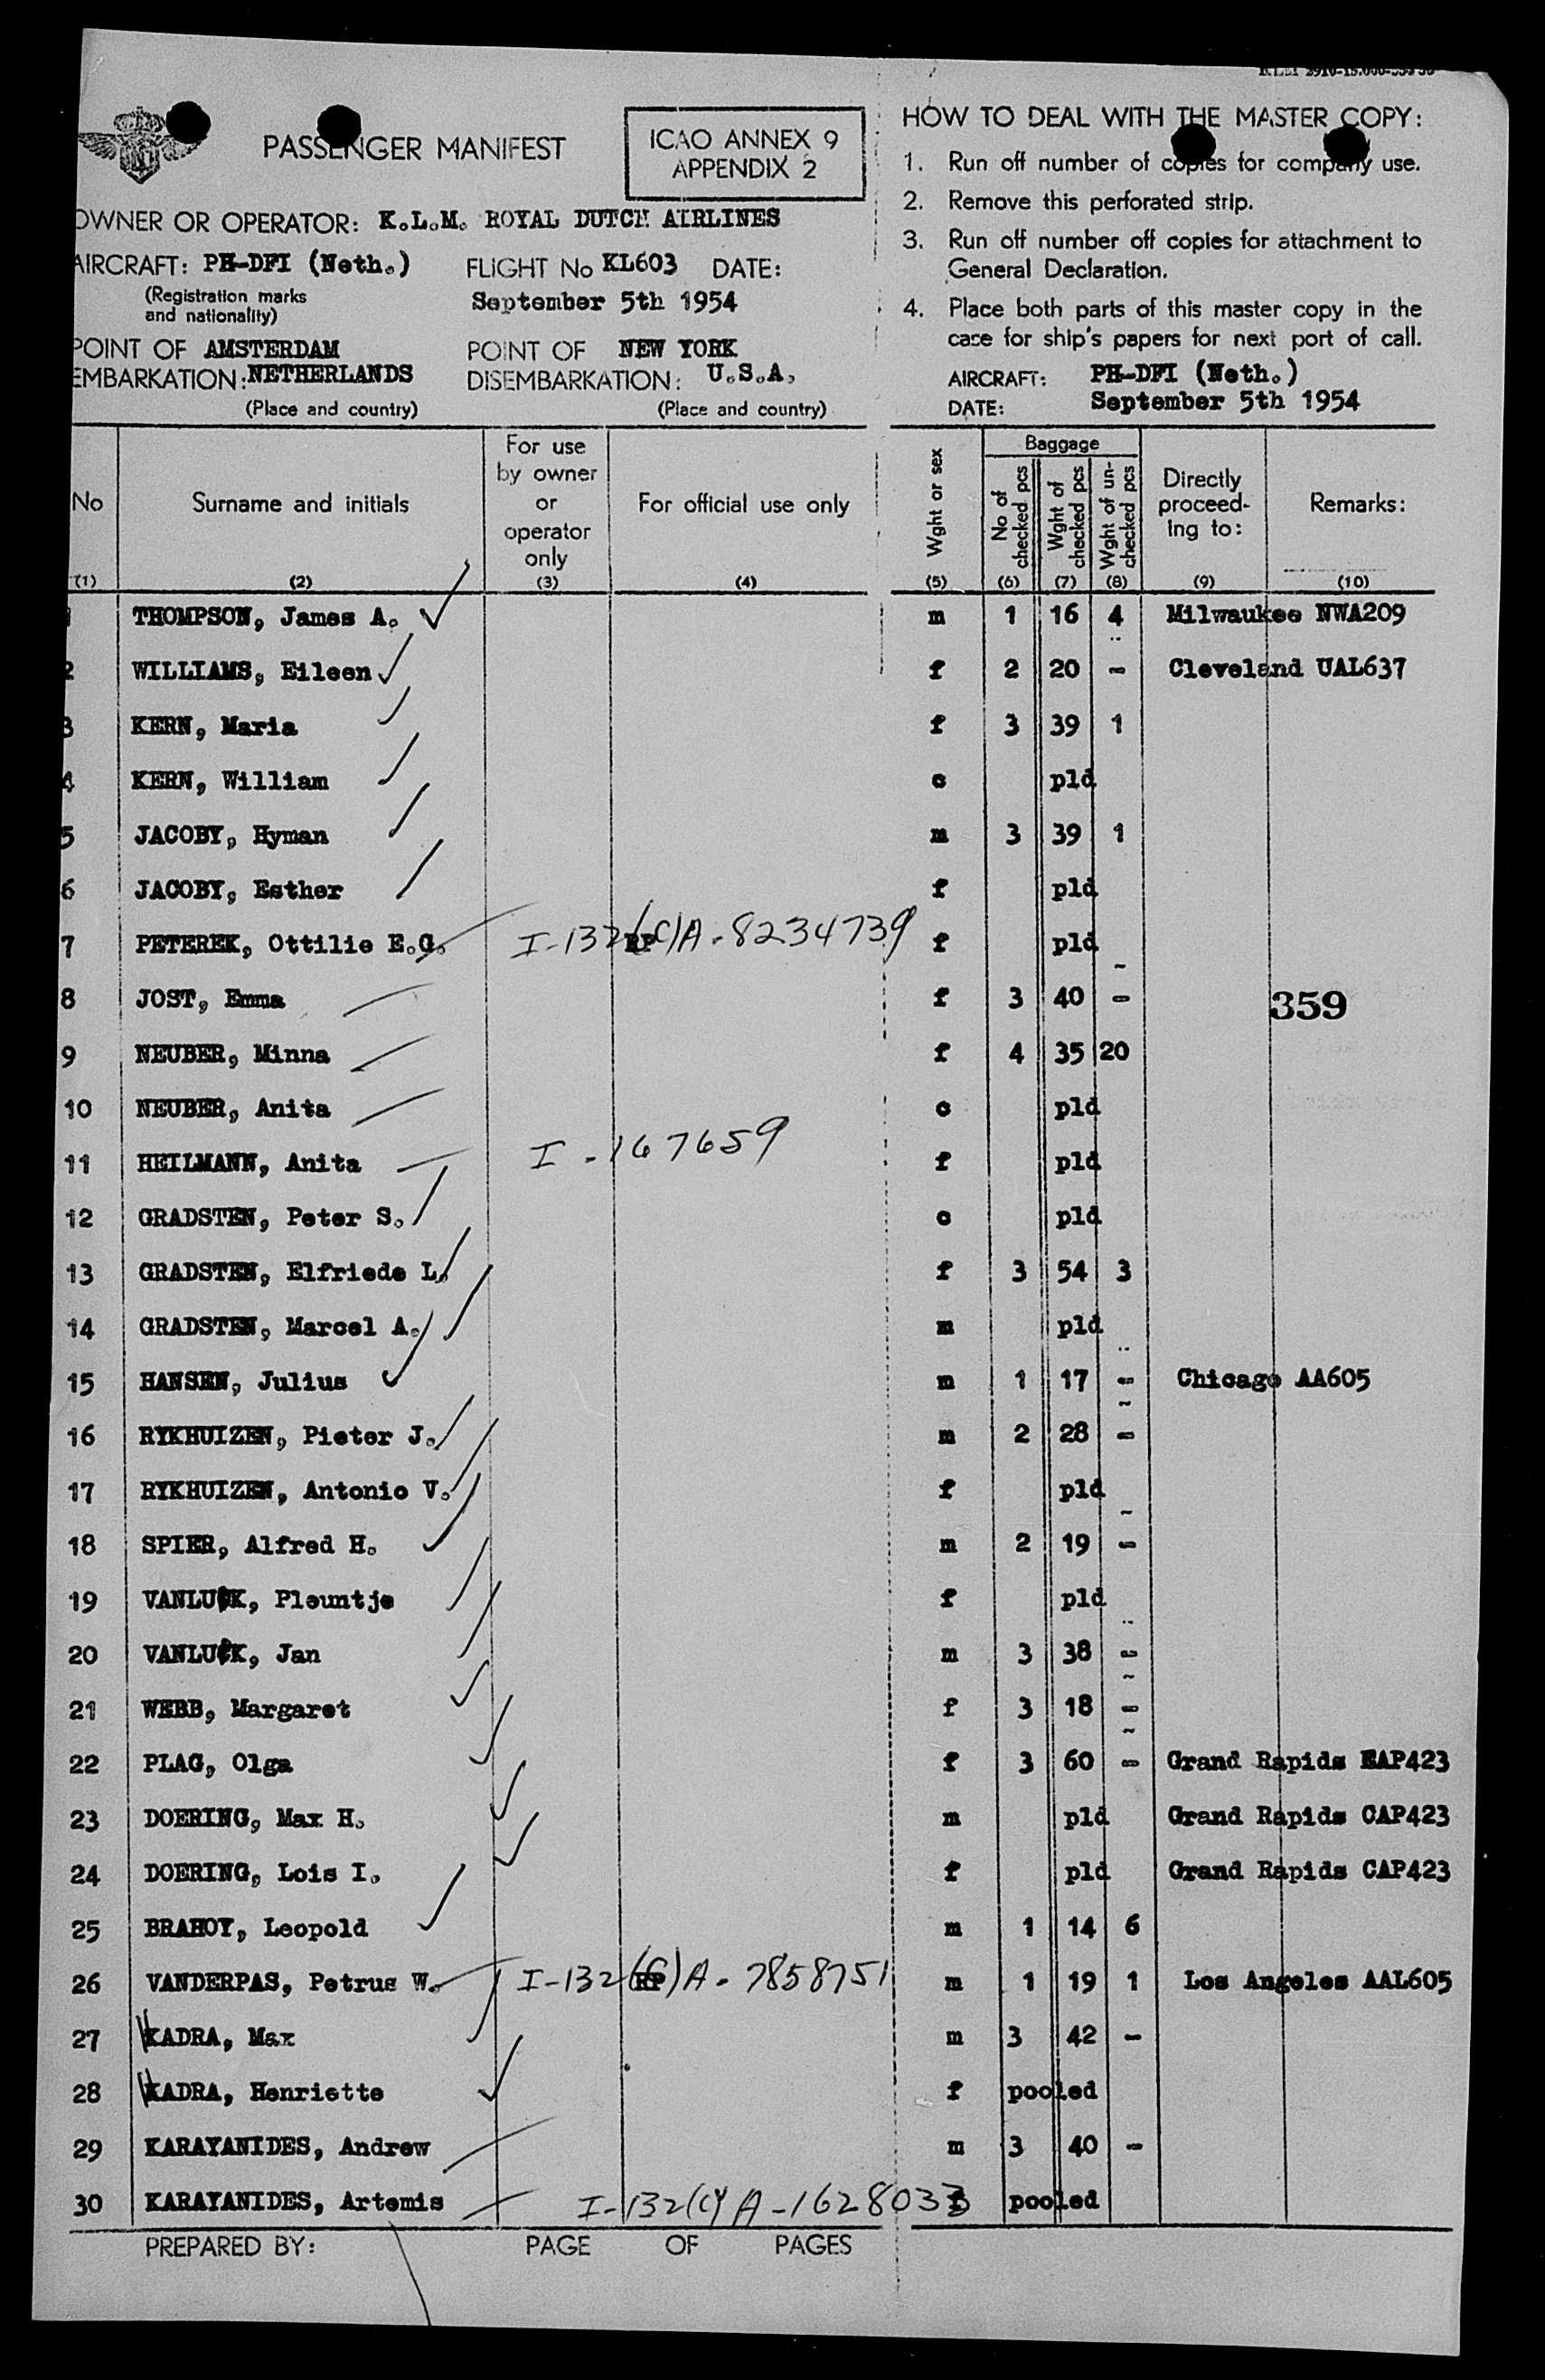 PASSENGER MANIFEST
ICAO ANNEX 9
APPENDIX 2
OWNER OR OPERATOR: K.L.M. ROYAL DUTCH AIRLINES
AIRCRAFT: PH-DFI (Neth.) FLIGHT No KL603 DATE:
(Registration marks and nationality) September 5th 1954
POINT OF EMBARKATION: AMSTERDAM NETHERLANDS
(Place and country)
POINT OF DISEMBARKATION: NEW YORK U.S.A.
(Place and country)
HOW TO DEAL WITH THE MASTER COPY:
1. Run off number of copies for company use.
2. Remove this perforated strip.
3. Run off number off copies for attachment to
General Declaration.
4. Place both parts of this master copy in the
case for ship's papers for next port of call.
AIRCRAFT: PH-DFI (Neth.)
DATE: September 5th 1954
No Surname and initials For use by owner or operator only For official use only Wght or sex Baggage No of checked pcs Wght of checked pcs Wght of un-checked pcs Directly proceed-ing to: Remarks:
(1) (2) (3) (4) (5) (6) (7) (8) (9) (10)
1 THOMPSON, James A. m 1 16 4 Milwaukee NWA209
2 WILLIAMS, Eileen f 2 20 - Cleveland UAL637
3 KERN, Maria f 3 39 1
4 KERN, William c pld
5 JACOBY, Hyman m 3 39 1
6 JACOBY, Esther f pld
7 PETEREK, Ottilie E.G. I-132(C)A-8234739 f pld
8 JOST, Emma f 3 40 - 359
9 NEUBER, Minna f 4 35 20
10 NEUBER, Anita c pld
11 HEILMANN, Anita I-167659 f pld
12 GRADSTEN, Peter S. c pld
13 GRADSTEN, Elfriede L. f 3 54 3
14 GRADSTEN, Marcel A. m pld
15 HANSEN, Julius m 1 17 - Chicago AA605
16 RYKHUIZEN, Pieter J. m 2 28 -
17 RYKHUIZEN, Antonio V. f pld
18 SPIER, Alfred H. m 2 19 -
19 Pleuntje f pld
20 Jan m 3 38 -
21 WEBB, Margaret f 3 18 -
22 PLAG, Olga f 3 60 - Grand Rapids EAP423
23 DOERING, Max H. m pld Grand Rapids CAP423
24 DOERING, Lois I. f pld Grand Rapids CAP423
25 BRAHOY, Leopold m 1 14 6
26 VANDERPAS, Petrus W. I-132(C)A-7858751 m 1 19 1 Los Angeles AAL605
27 KADRA, Max m 3 42 -
28 KADRA, Henriette f pooled
29 KARAYANIDES, Andrew m 3 40 -
30 KARAYANIDES, Artemis I-132(C)A-1628033 f pooled
PREPARED BY: PAGE OF PAGES